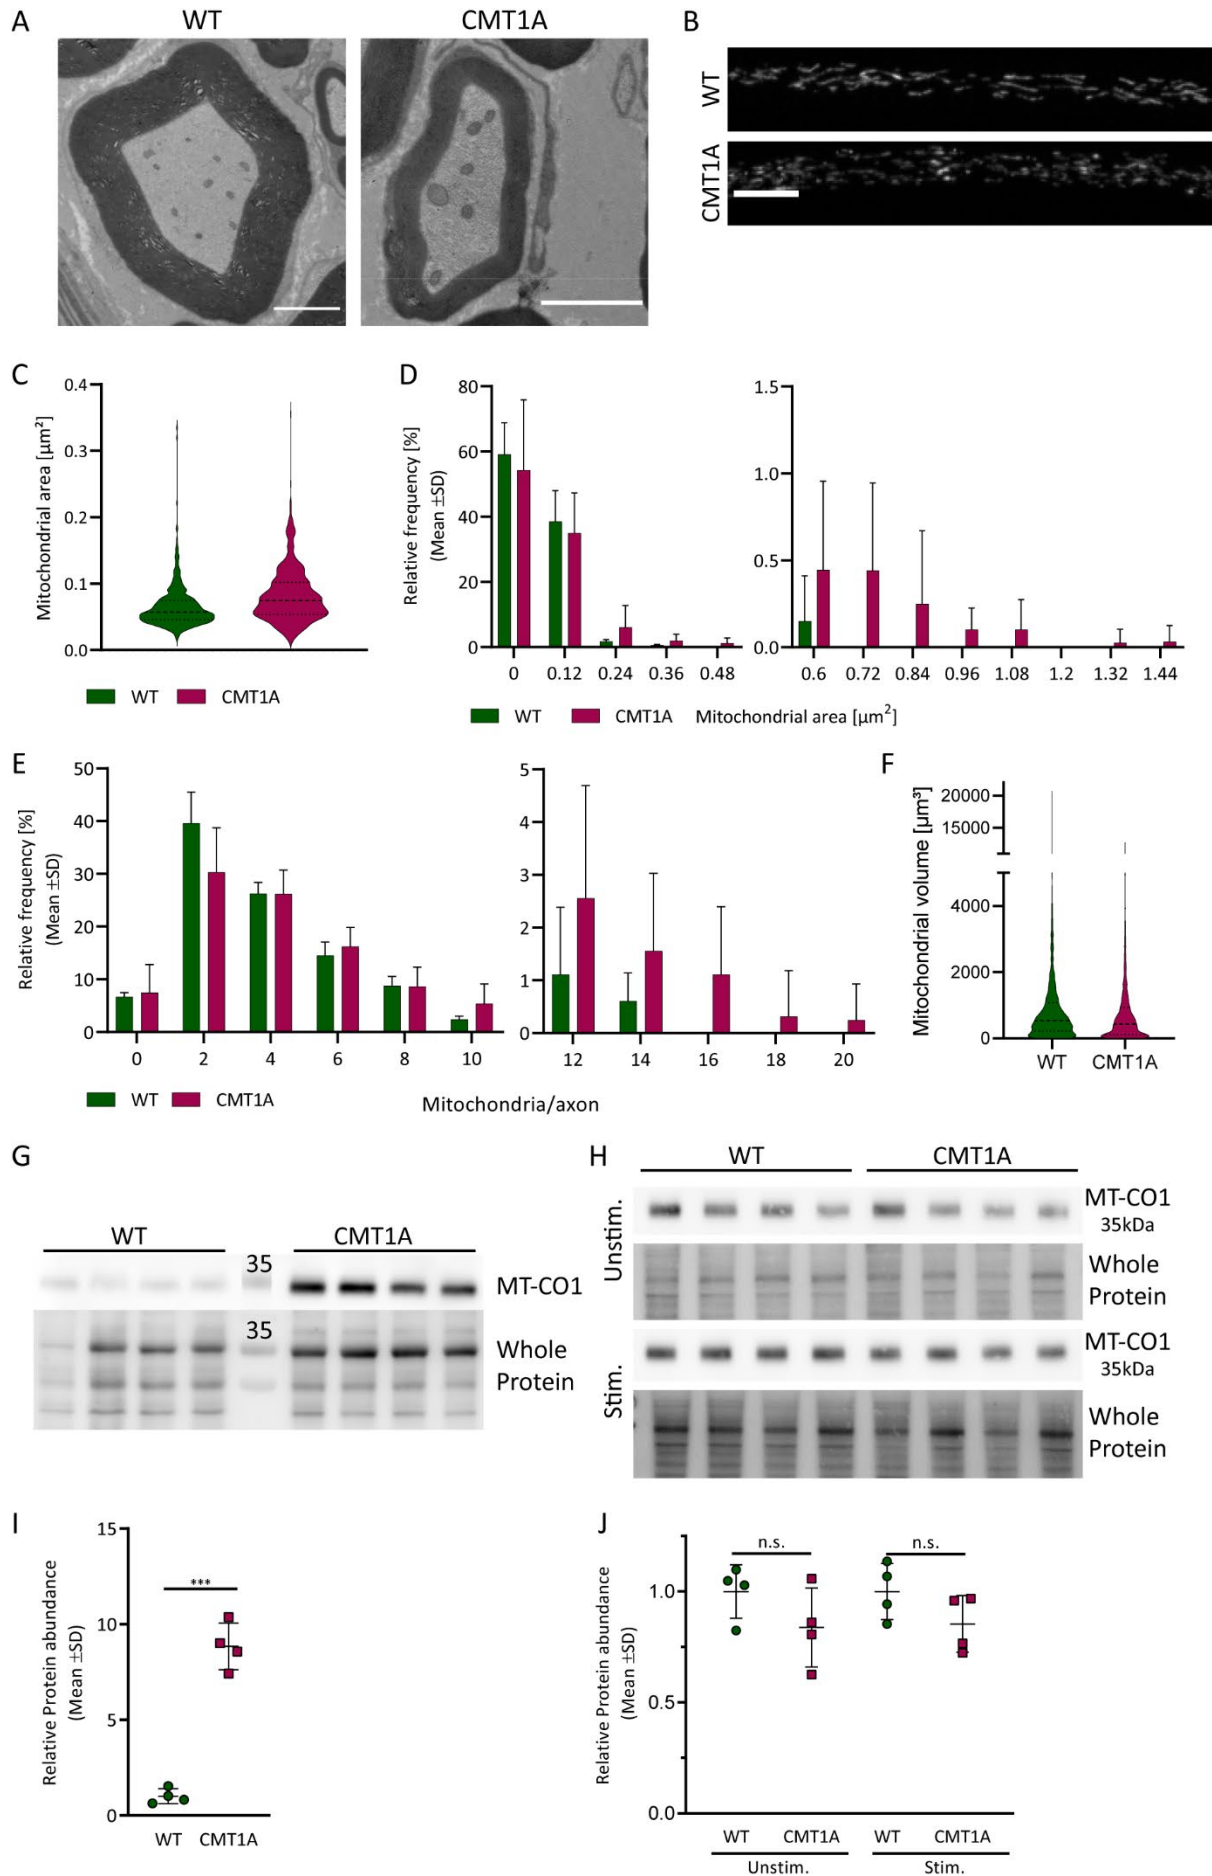 A
WT
CMT1A
B
WT
CMT1A
C
Mitochondrial area [µm²]
0.4
0.3
0.2
0.1
0.0
WT CMT1A
D
Relative frequency [%]
(Mean ±SD)
80
60
40
20
0
0 0.12 0.24 0.36 0.48
1.5
1.0
0.5
0.0
0.6 0.72 0.84 0.96 1.08 1.2 1.32 1.44
WT CMT1A Mitochondrial area [µm²]
E
Relative frequency [%]
(Mean ±SD)
50
40
30
20
10
0
0 2 4 6 8 10
5
4
3
2
1
0
12 14 16 18 20
WT CMT1A Mitochondria/axon
F
Mitochondrial volume [µm³]
20000
15000
4000
2000
0
WT CMT1A
G
WT
CMT1A
35
MT-CO1
35
Whole
Protein
H
WT
CMT1A
Unstim.
MT-CO1
35kDa
Whole
Protein
Stim.
MT-CO1
35kDa
Whole
Protein
I
Relative Protein abundance
(Mean ±SD)
15
10
5
0
***
WT CMT1A
J
Relative Protein abundance
(Mean ±SD)
1.0
0.5
0.0
n.s.
n.s.
WT CMT1A WT CMT1A
Unstim. Stim.